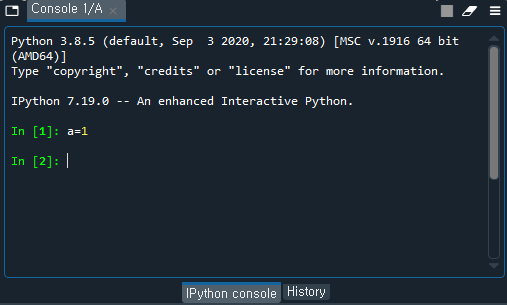 Console 1/A
Python 3.8.5 (default, Sep  3 2020, 21:29:08) [MSC v.1916 64 bit
(AMD64)]
Type "copyright", "credits" or "license" for more information.
IPython 7.19.0 -- An enhanced Interactive Python.
In [1]: a=1
In [2]:
IPython console History